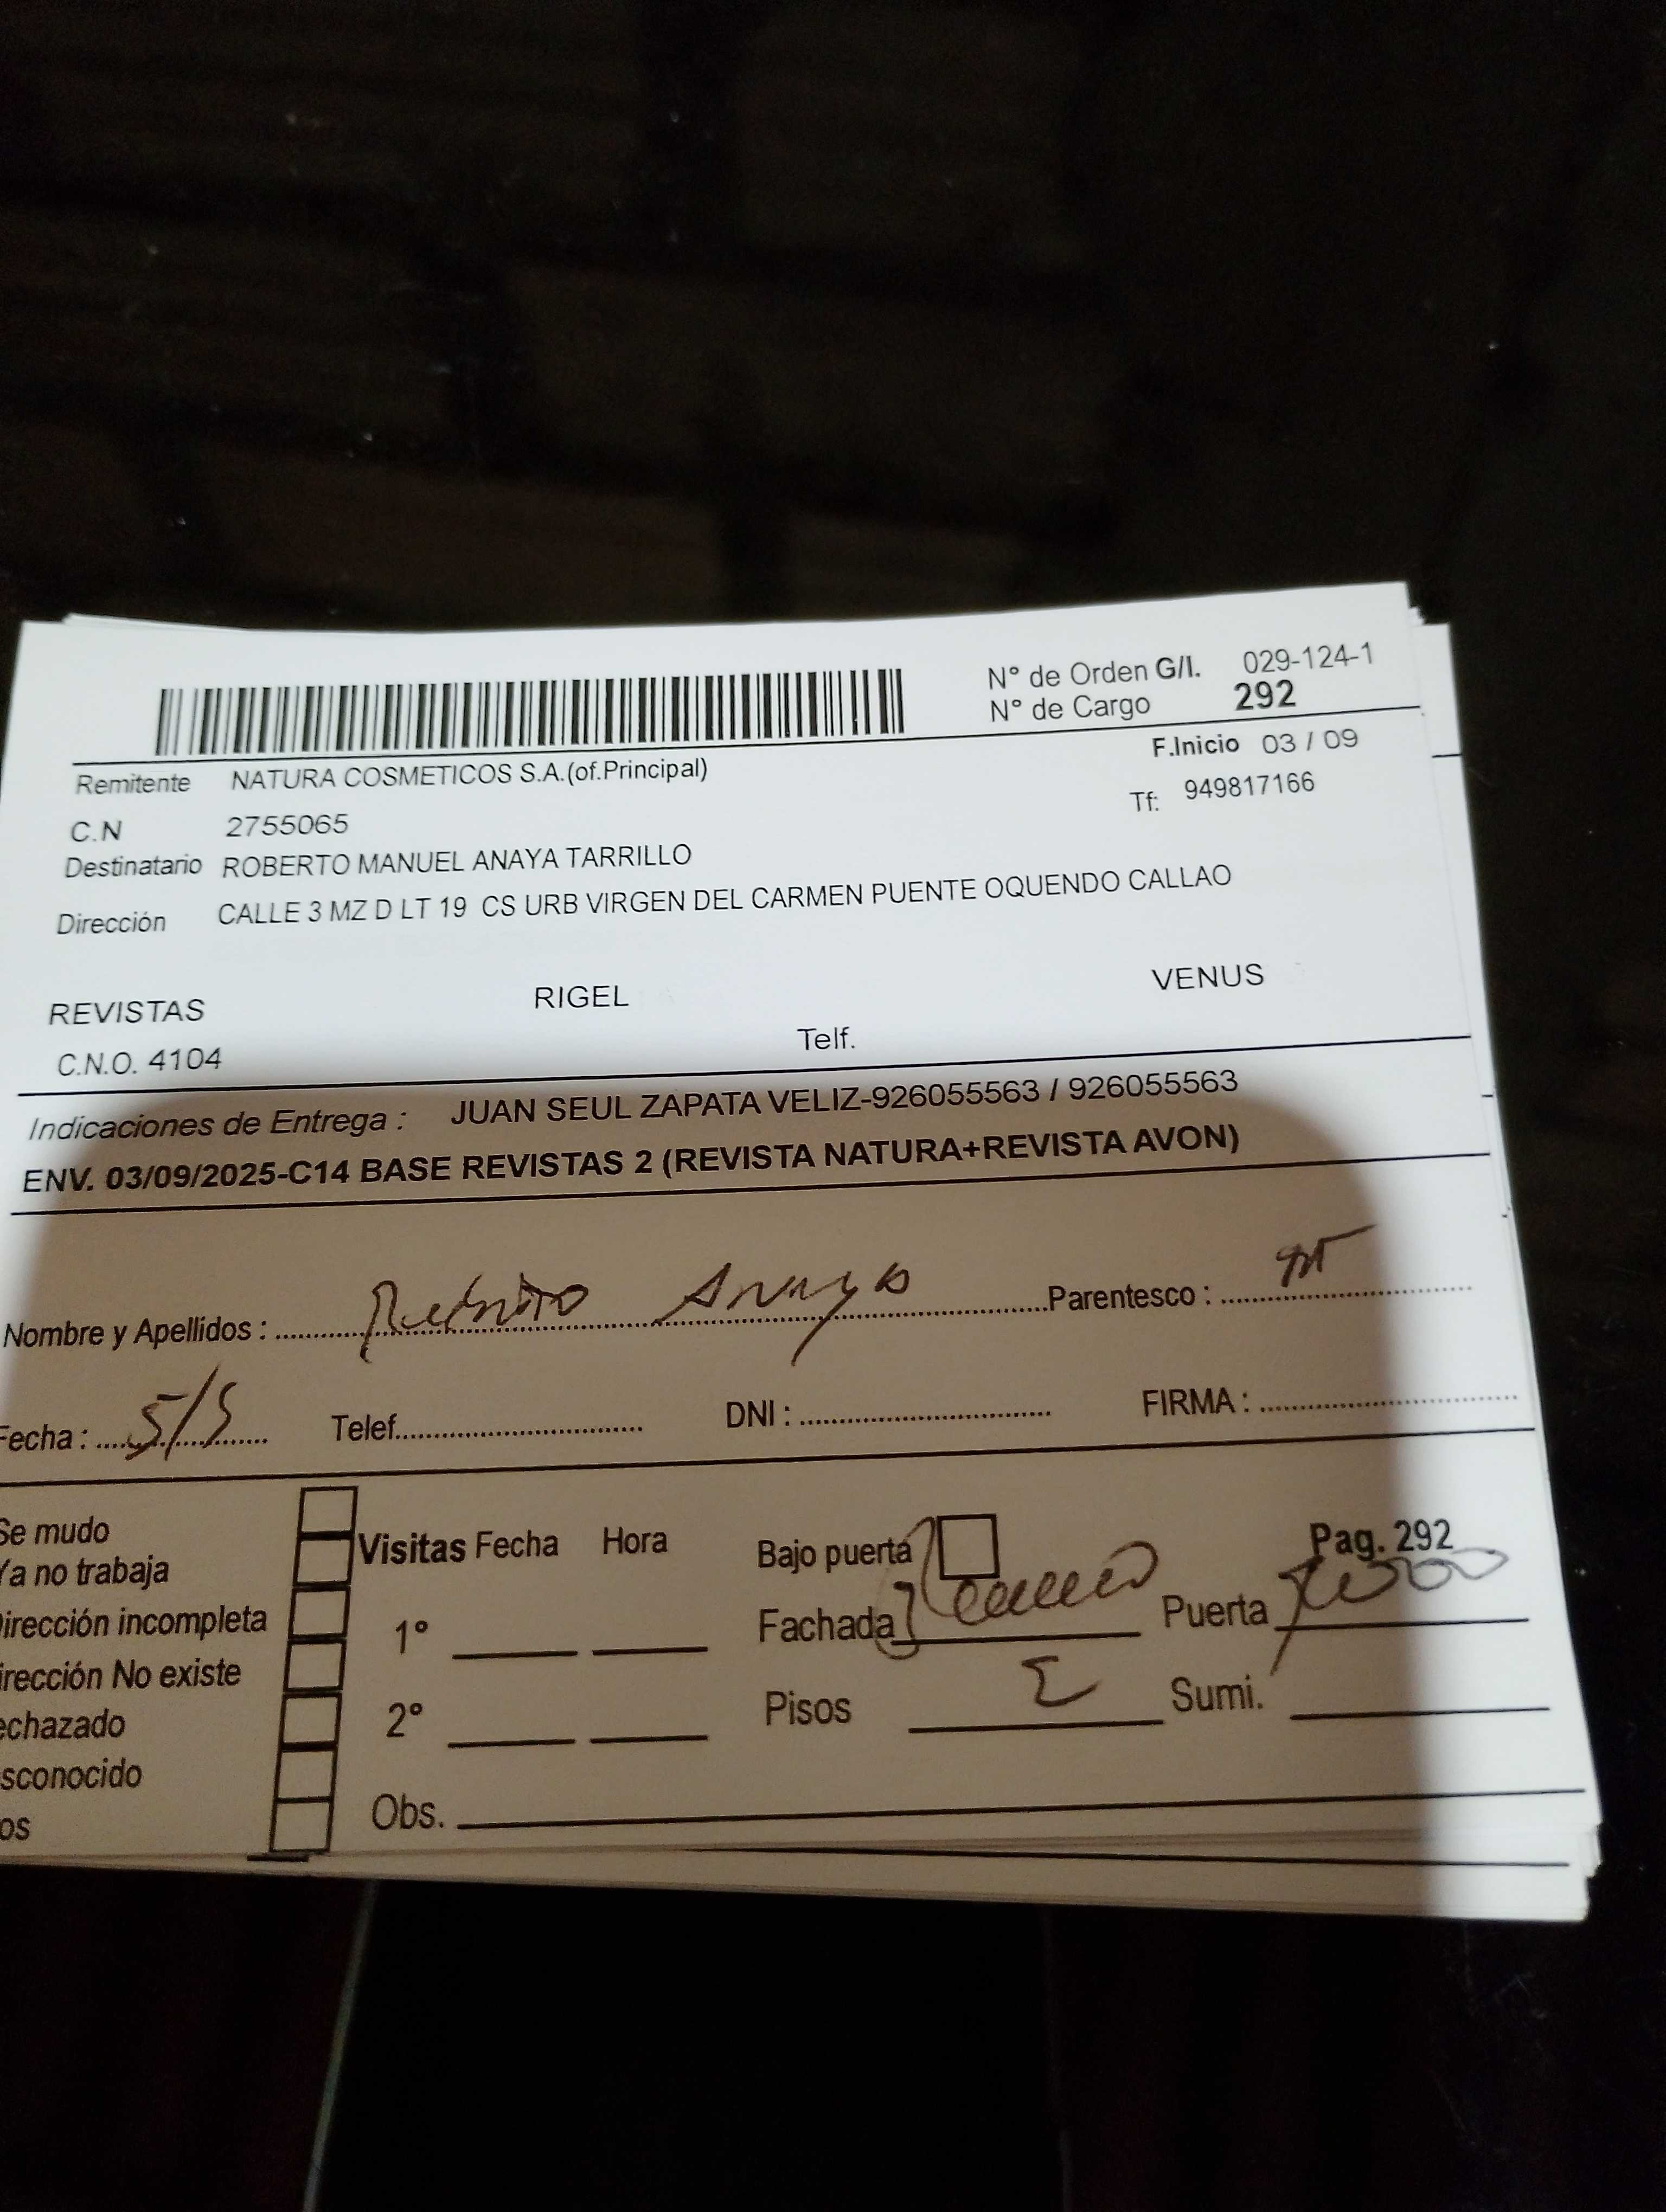 N° de Orden G/I. 029-124-1
N° de Cargo 292
F.Inicio 03 / 09
Remitente NATURA COSMETICOS S.A.(of.Principal)
Tf: 949817166
C.N 2755065
Destinatario ROBERTO MANUEL ANAYA TARRILLO
Dirección CALLE 3 MZ D LT 19 CS URB VIRGEN DEL CARMEN PUENTE OQUENDO CALLAO
REVISTAS RIGEL VENUS
C.N.O. 4104 Telf.
Indicaciones de Entrega : JUAN SEUL ZAPATA VELIZ-926055563 / 926055563
ENV. 03/09/2025-C14 BASE REVISTAS 2 (REVISTA NATURA+REVISTA AVON)
Nombre y Apellidos : Roberto Anaya Parentesco :
Fecha : Telef. DNI : FIRMA :
Se mudo
Ya no trabaja
Dirección incompleta
Dirección No existe
echazado
sconocido
os
Visitas Fecha Hora Bajo puerta Pag. 292
1° Fachada Puerta
2° Pisos Sumi.
Obs.